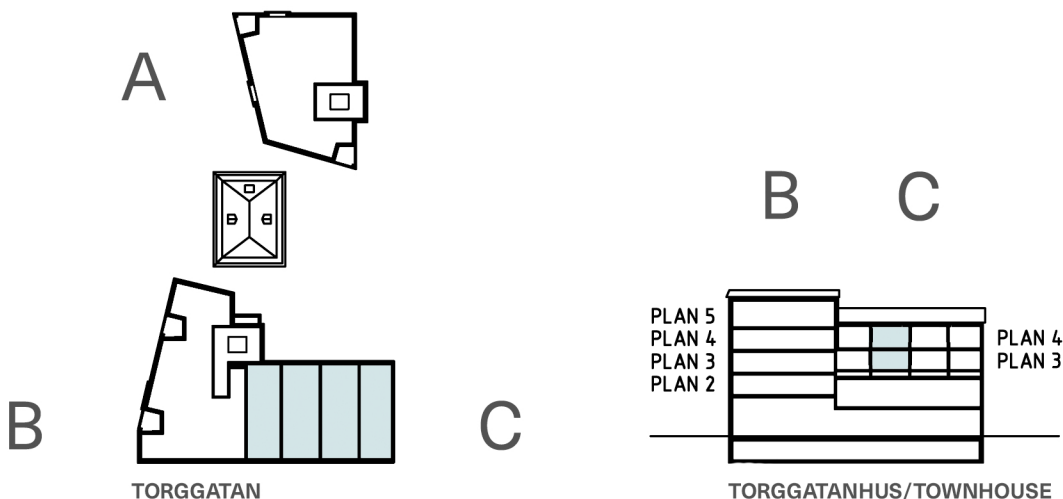 A
B
C
TORGGATAN
B C
PLAN 5
PLAN 4
PLAN 3
PLAN 2
PLAN 4
PLAN 3
TORGGATANHUS/TOWNHOUSE